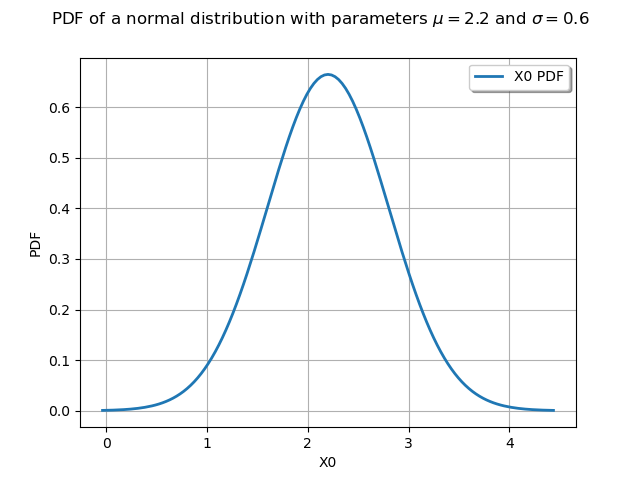 PDF of a normal distribution with parameters μ = 2.2 and σ = 0.6
X0 PDF
0.6
0.5
0.4
0.3
0.2
0.1
0.0
PDF
0 1 2 3 4
X0